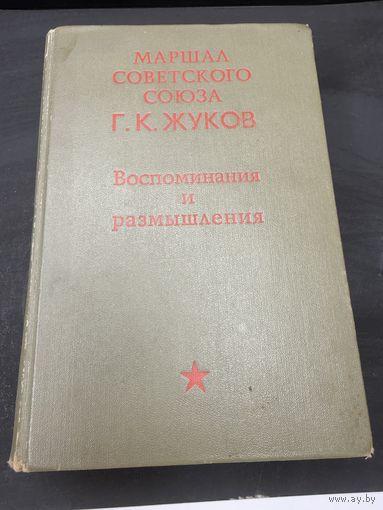 МАРШАЛ
СОВЕТСКОГО
СОЮЗА
Г. К. ЖУКОВ
Воспоминания
и
размышления
www.ay.by